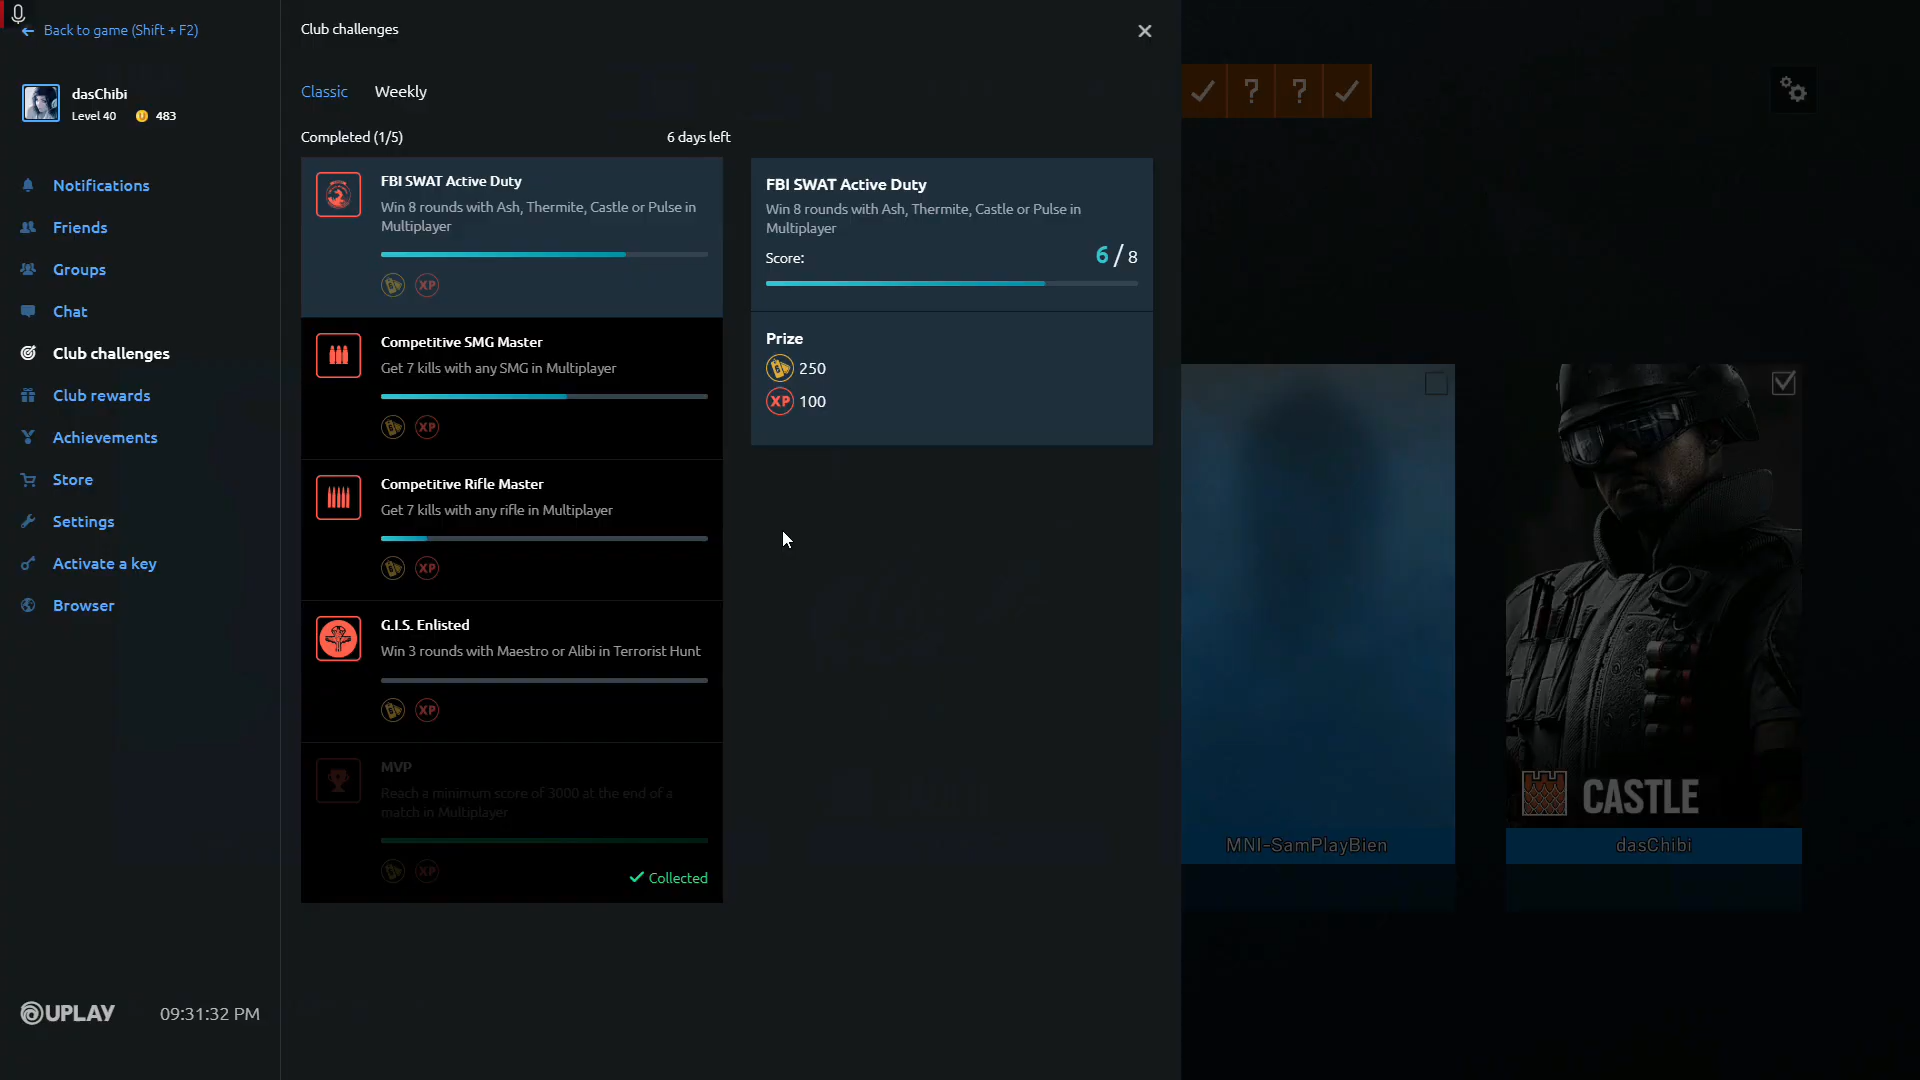 Back to game (Shift + F2)
dasChibi
Level 40
483
Notifications
Friends
Groups
Chat
Club challenges
Club rewards
Achievements
Store
Settings
Activate a key
Browser
UPLAY
09:31:32 PM
Club challenges
Classic
Weekly
Completed (1/5)
6 days left
FBI SWAT Active Duty
Win 8 rounds with Ash, Thermite, Castle or Pulse in
Multiplayer
XP
Competitive SMG Master
Get 7 kills with any SMG in Multiplayer
XP
Competitive Rifle Master
Get 7 kills with any rifle in Multiplayer
XP
G.I.S. Enlisted
Win 3 rounds with Maestro or Alibi in Terrorist Hunt
XP
MVP
Reach a minimum score of 3000 at the end of a
match in Multiplayer
XP
Collected
FBI SWAT Active Duty
Win 8 rounds with Ash, Thermite, Castle or Pulse in
Multiplayer
Score:
6 / 8
Prize
250
XP 100
? ?
MNI-SamPlayBien
CASTLE
dasChibi